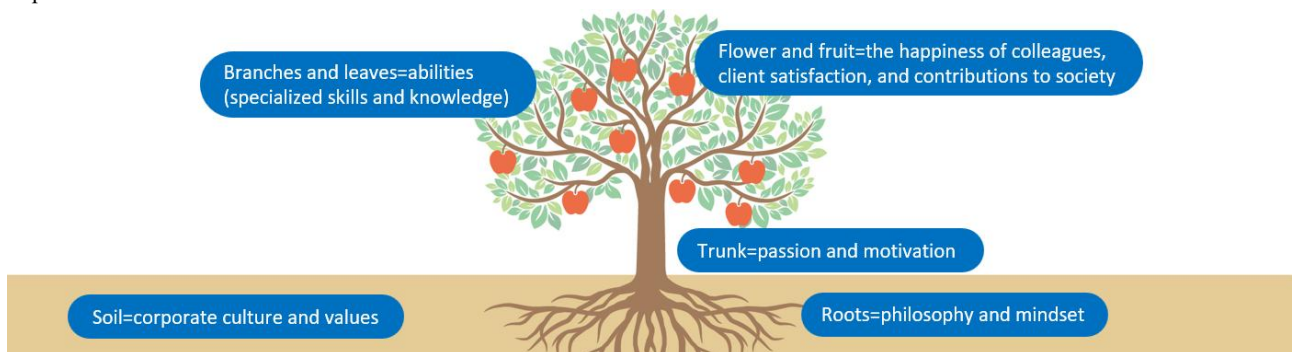 Branches and leaves=abilities
(specialized skills and knowledge)
Flower and fruit=the happiness of colleagues,
client satisfaction, and contributions to society
Trunk=passion and motivation
Soil=corporate culture and values
Roots=philosophy and mindset